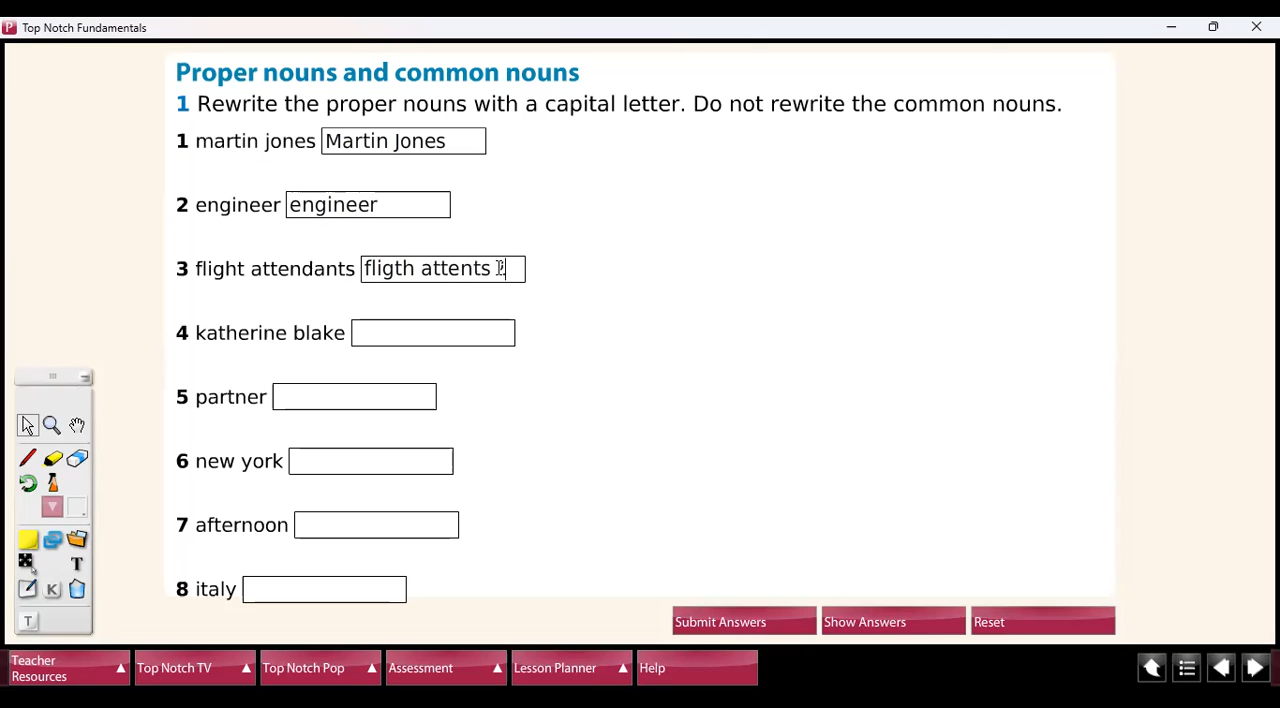 Top Notch Fundamentals
Proper nouns and common nouns
1 Rewrite the proper nouns with a capital letter. Do not rewrite the common nouns.
1 martin jones Martin Jones
2 engineer engineer
3 flight attendants fligth attents
4 katherine blake
5 partner
6 new york
7 afternoon
8 italy
Submit Answers Show Answers Reset
Teacher Resources Top Notch TV Top Notch Pop Assessment Lesson Planner Help